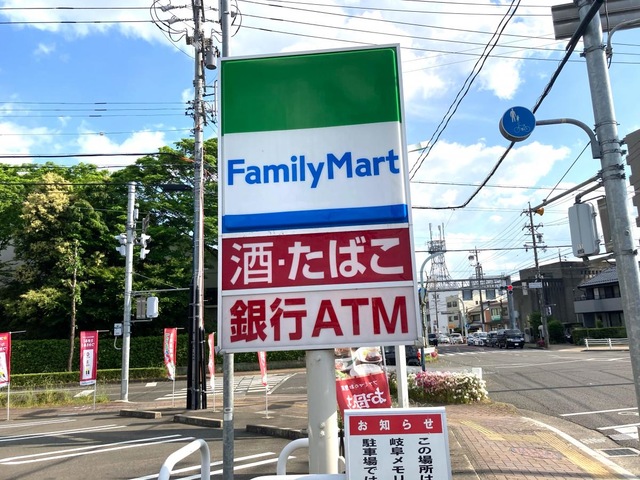 FamilyMart
酒・たばこ
銀行ATM
お知らせ
この場所は
岐阜メモリ
駐車場では